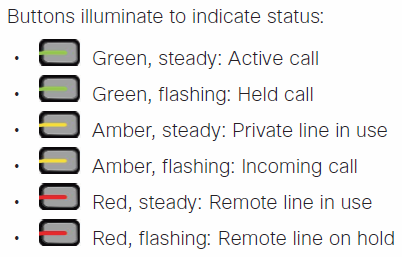 Buttons illuminate to indicate status:
• Green, steady: Active call
• Green, flashing: Held call
• Amber, steady: Private line in use
• Amber, flashing: Incoming call
• Red, steady: Remote line in use
• Red, flashing: Remote line on hold